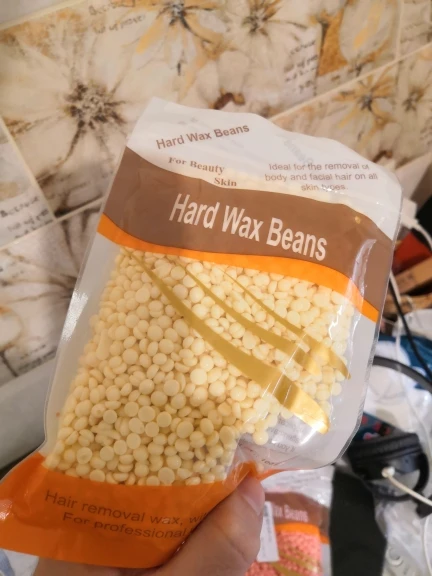 Hard Wax Beans
For Beauty
Skin
Ideal for the removal of
body and facial hair on all
skin types.
Hard Wax Beans
Hair removal wax,
For professional